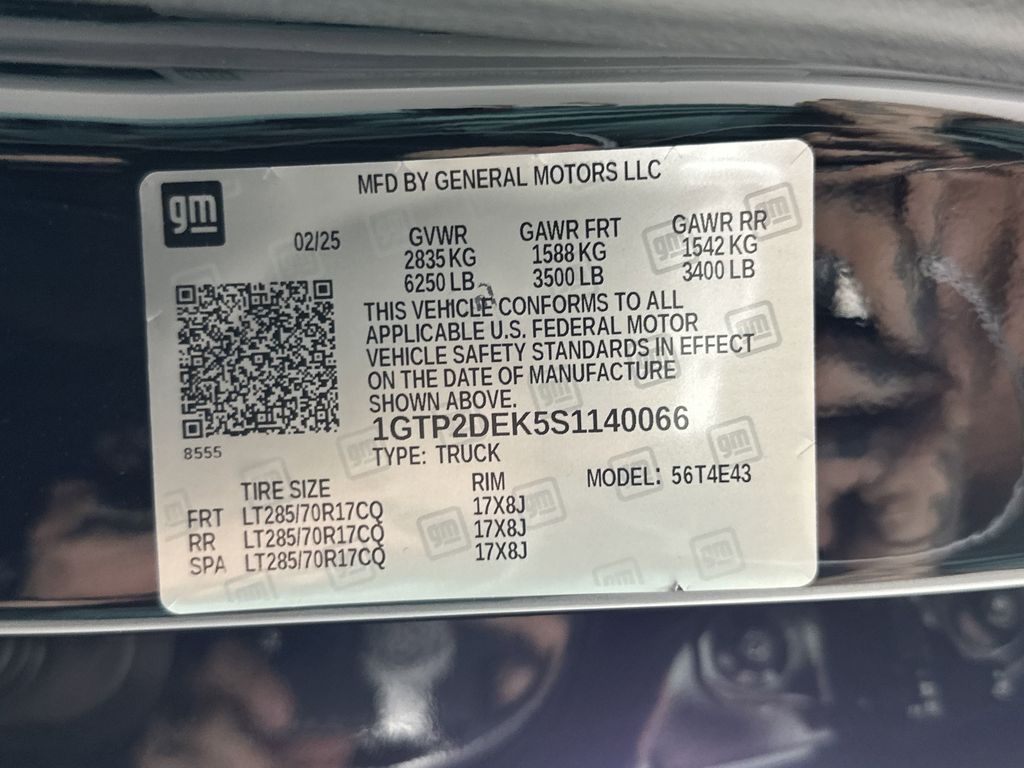 gm
MFD BY GENERAL MOTORS LLC
02/25
GVWR GAWR FRT GAWR RR
2835 KG 1588 KG 1542 KG
6250 LB 3500 LB 3400 LB
THIS VEHICLE CONFORMS TO ALL
APPLICABLE U.S. FEDERAL MOTOR
VEHICLE SAFETY STANDARDS IN EFFECT
ON THE DATE OF MANUFACTURE
SHOWN ABOVE.
1GTP2DEK5S1140066
8555
TYPE: TRUCK
MODEL: 56T4E43
TIRE SIZE RIM
FRT LT285/70R17CQ 17X8J
RR LT285/70R17CQ 17X8J
SPA LT285/70R17CQ 17X8J